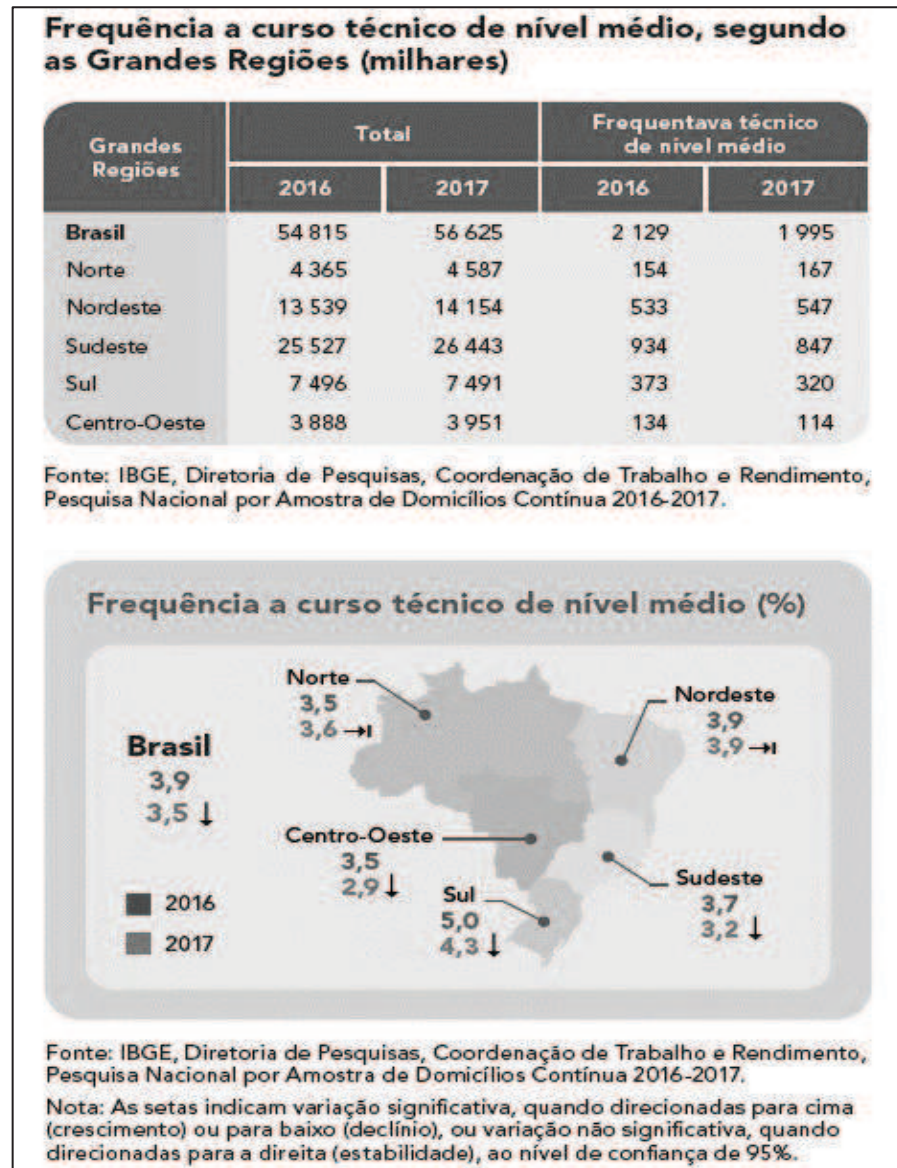 Frequência a curso técnico de nível médio, segundo
as Grandes Regiões (milhares)
Grandes Regiões Total Frequentava técnico de nível médio
2016 2017 2016 2017
Brasil 54 815 56 625 2 129 1 995
Norte 4 365 4 587 154 167
Nordeste 13 539 14 154 533 547
Sudeste 25 527 26 443 934 847
Sul 7 496 7 491 373 320
Centro-Oeste 3 888 3 951 134 114
Fonte: IBGE, Diretoria de Pesquisas, Coordenação de Trabalho e Rendimento,
Pesquisa Nacional por Amostra de Domicílios Contínua 2016-2017.
Frequência a curso técnico de nível médio (%)
Norte
3,5
3,6
Nordeste
3,9
3,9
Brasil
3,9
3,5
Centro-Oeste
3,5
2,9
Sul
5,0
4,3
Sudeste
3,7
3,2
2016
2017
Fonte: IBGE, Diretoria de Pesquisas, Coordenação de Trabalho e Rendimento,
Pesquisa Nacional por Amostra de Domicílios Contínua 2016-2017.
Nota: As setas indicam variação significativa, quando direcionadas para cima
(crescimento) ou para baixo (declínio), ou variação não significativa, quando
direcionadas para a direita (estabilidade), ao nível de confiança de 95%.